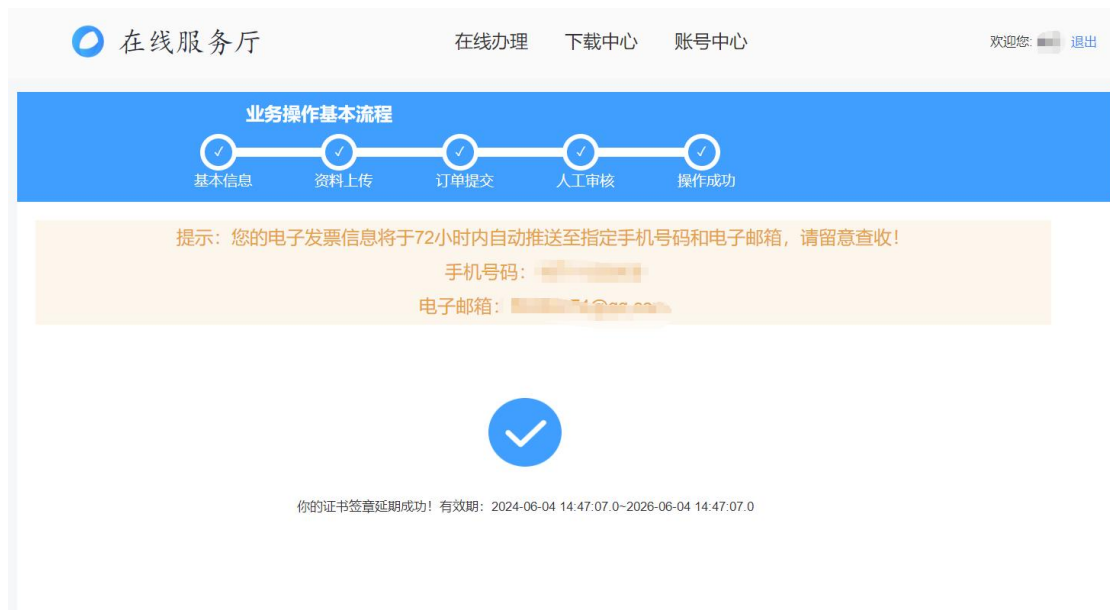 在线服务厅
在线办理 下载中心 账号中心
欢迎您: 退出
业务操作基本流程
基本信息 资料上传 订单提交 人工审核 操作成功
提示：您的电子发票信息将于72小时内自动推送至指定手机号码和电子邮箱，请留意查收！
手机号码：
电子邮箱：
你的证书签章延期成功！有效期：2024-06-04 14:47:07.0~2026-06-04 14:47:07.0